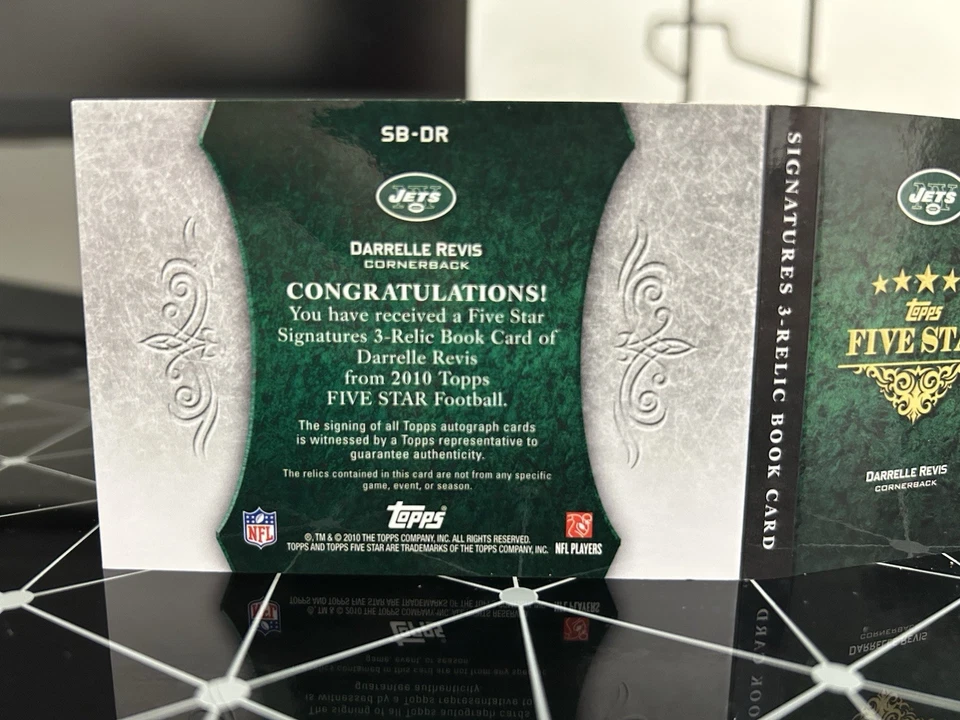 SB-DR
JETS
DARRELLE REVIS
CORNERBACK
CONGRATULATIONS!
You have received a Five Star
Signatures 3-Relic Book Card of
Darrelle Revis
from 2010 Topps
FIVE STAR Football.
The signing of all Topps autograph cards
is witnessed by a Topps representative to
guarantee authenticity.
The relics contained in this card are not from any specific
game, event, or season.
NFL
Topps
NFL PLAYERS
®, TM & © 2010 THE TOPPS COMPANY, INC. ALL RIGHTS RESERVED.
TOPPS AND TOPPS FIVE STAR ARE TRADEMARKS OF THE TOPPS COMPANY, INC.
SIGNATURES 3-RELIC BOOK CARD
JETS
Topps
FIVE STA
DARRELLE REVIS
CORNERBACK